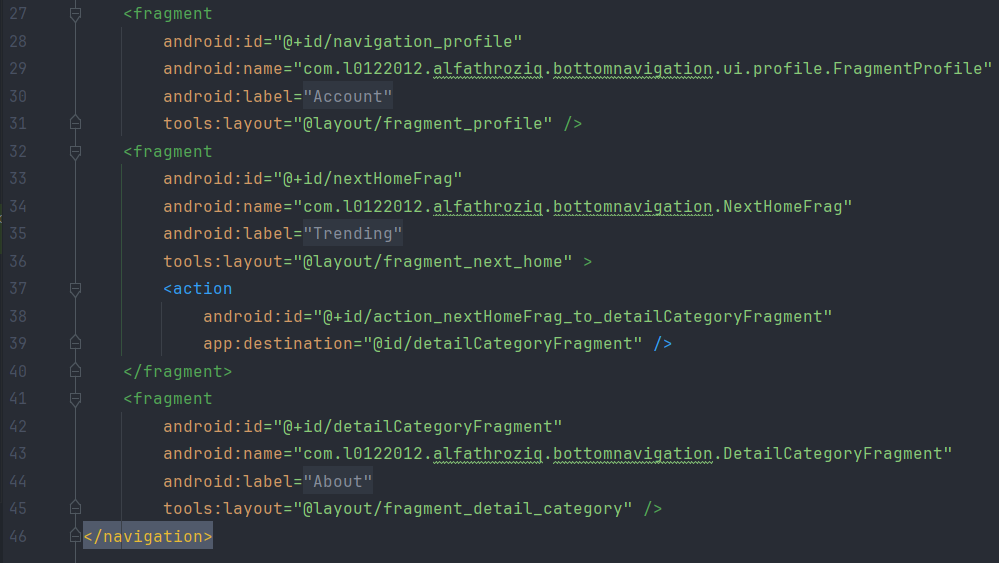 27 <fragment
28 android:id="@+id/navigation_profile"
29 android:name="com.l0122012.alfathroziq.bottomnavigation.ui.profile.FragmentProfile"
30 android:label="Account"
31 tools:layout="@layout/fragment_profile" />
32 <fragment
33 android:id="@+id/nextHomeFrag"
34 android:name="com.l0122012.alfathroziq.bottomnavigation.NextHomeFrag"
35 android:label="Trending"
36 tools:layout="@layout/fragment_next_home" >
37 <action
38 android:id="@+id/action_nextHomeFrag_to_detailCategoryFragment"
39 app:destination="@id/detailCategoryFragment" />
40 </fragment>
41 <fragment
42 android:id="@+id/detailCategoryFragment"
43 android:name="com.l0122012.alfathroziq.bottomnavigation.DetailCategoryFragment"
44 android:label="About"
45 tools:layout="@layout/fragment_detail_category" />
46 </navigation>